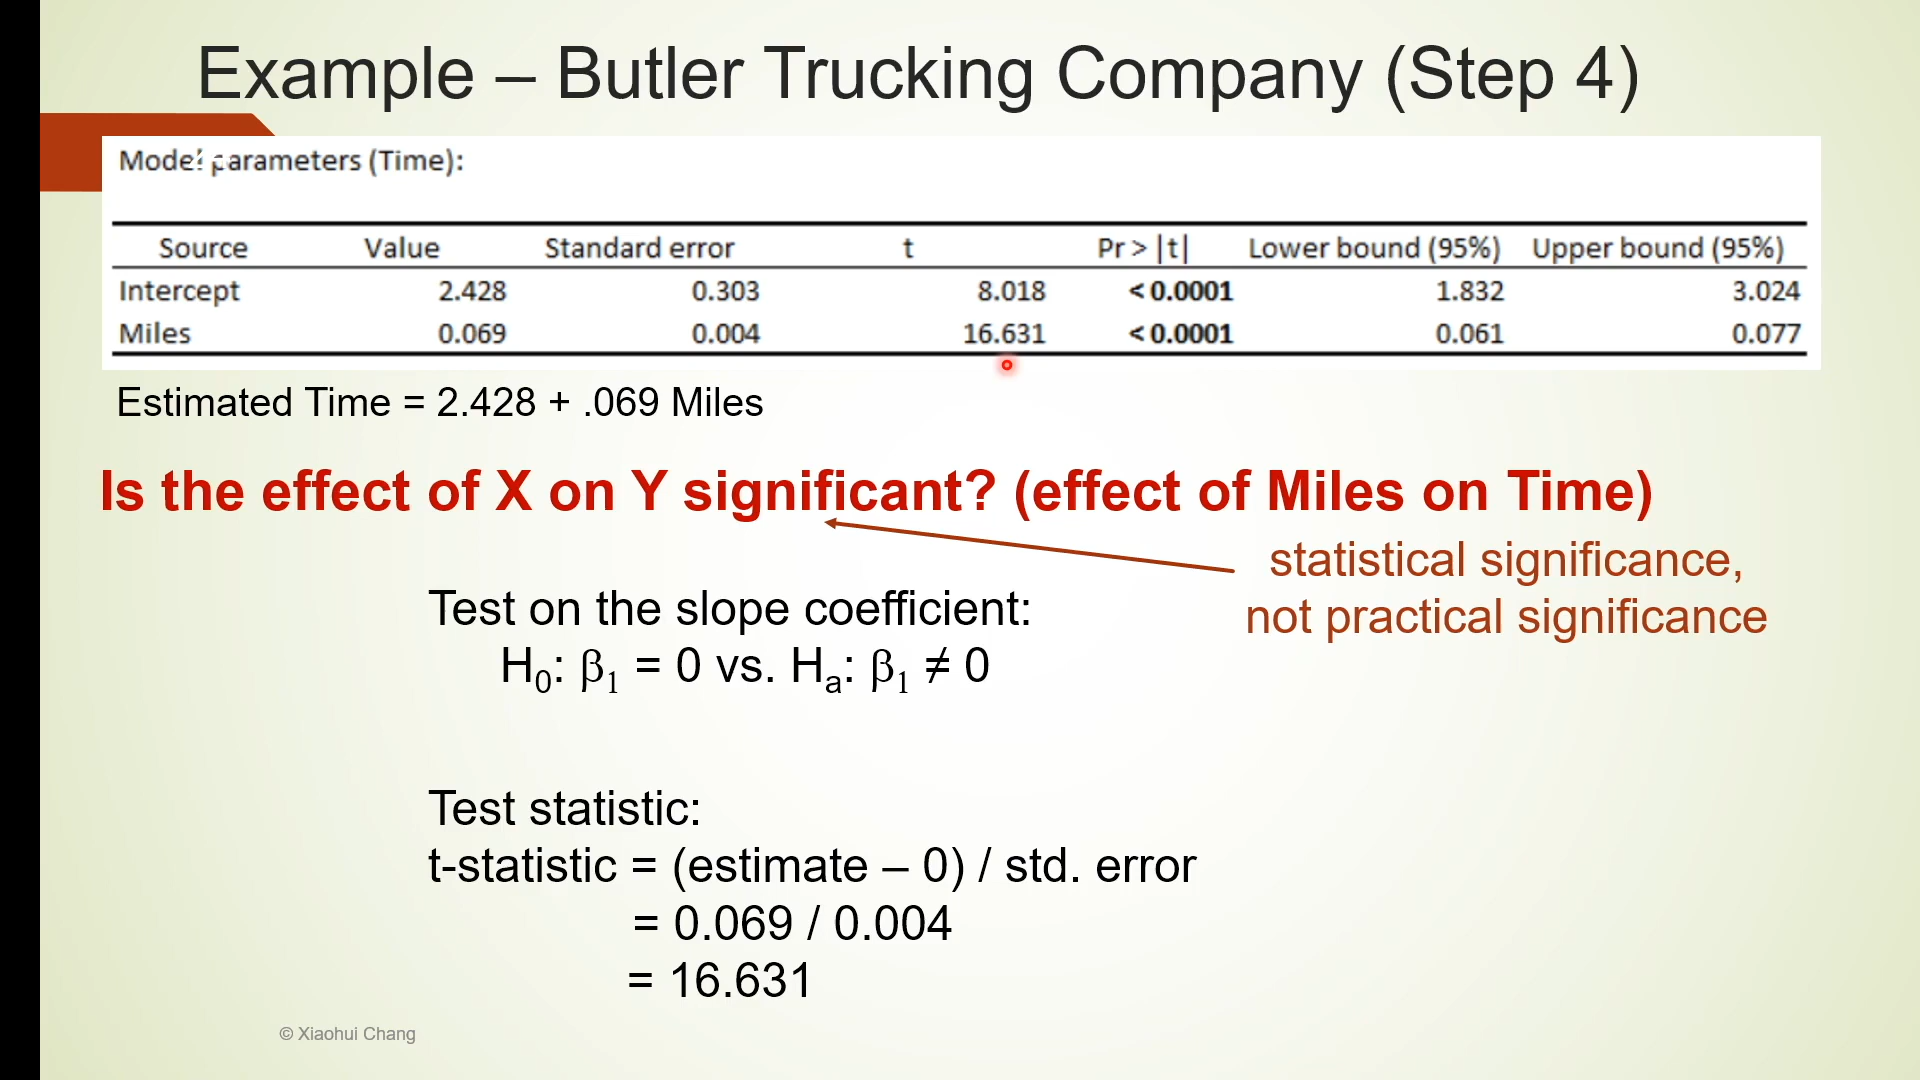 Example – Butler Trucking Company (Step 4)
Model parameters (Time):
Source Value Standard error t Pr > |t| Lower bound (95%) Upper bound (95%)
Intercept 2.428 0.303 8.018 < 0.0001 1.832 3.024
Miles 0.069 0.004 16.631 < 0.0001 0.061 0.077
Estimated Time = 2.428 + .069 Miles
Is the effect of X on Y significant? (effect of Miles on Time)
statistical significance,
not practical significance
Test on the slope coefficient:
H₀: β₁ = 0 vs. Hₐ: β₁ ≠ 0
Test statistic:
t-statistic = (estimate – 0) / std. error
= 0.069 / 0.004
= 16.631
© Xiaohui Chang